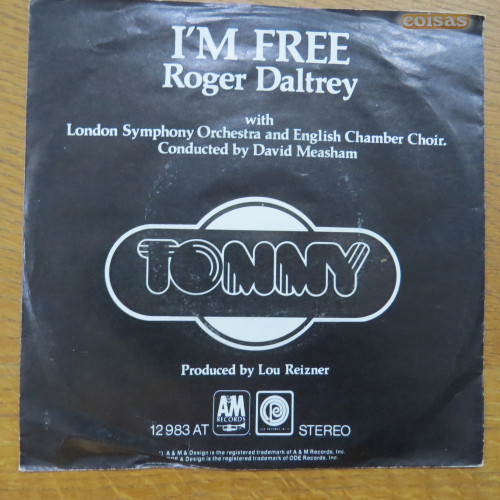 coisas
I'M FREE
Roger Daltrey
with
London Symphony Orchestra and English Chamber Choir.
Conducted by David Measham
TOMMY
Produced by Lou Reizner
A&M
RECORDS
12 983 AT
STEREO
A & M & Design is the registered trademark of A & M Records, Inc.
& Design is the registered trademark of ODE Records, Inc.